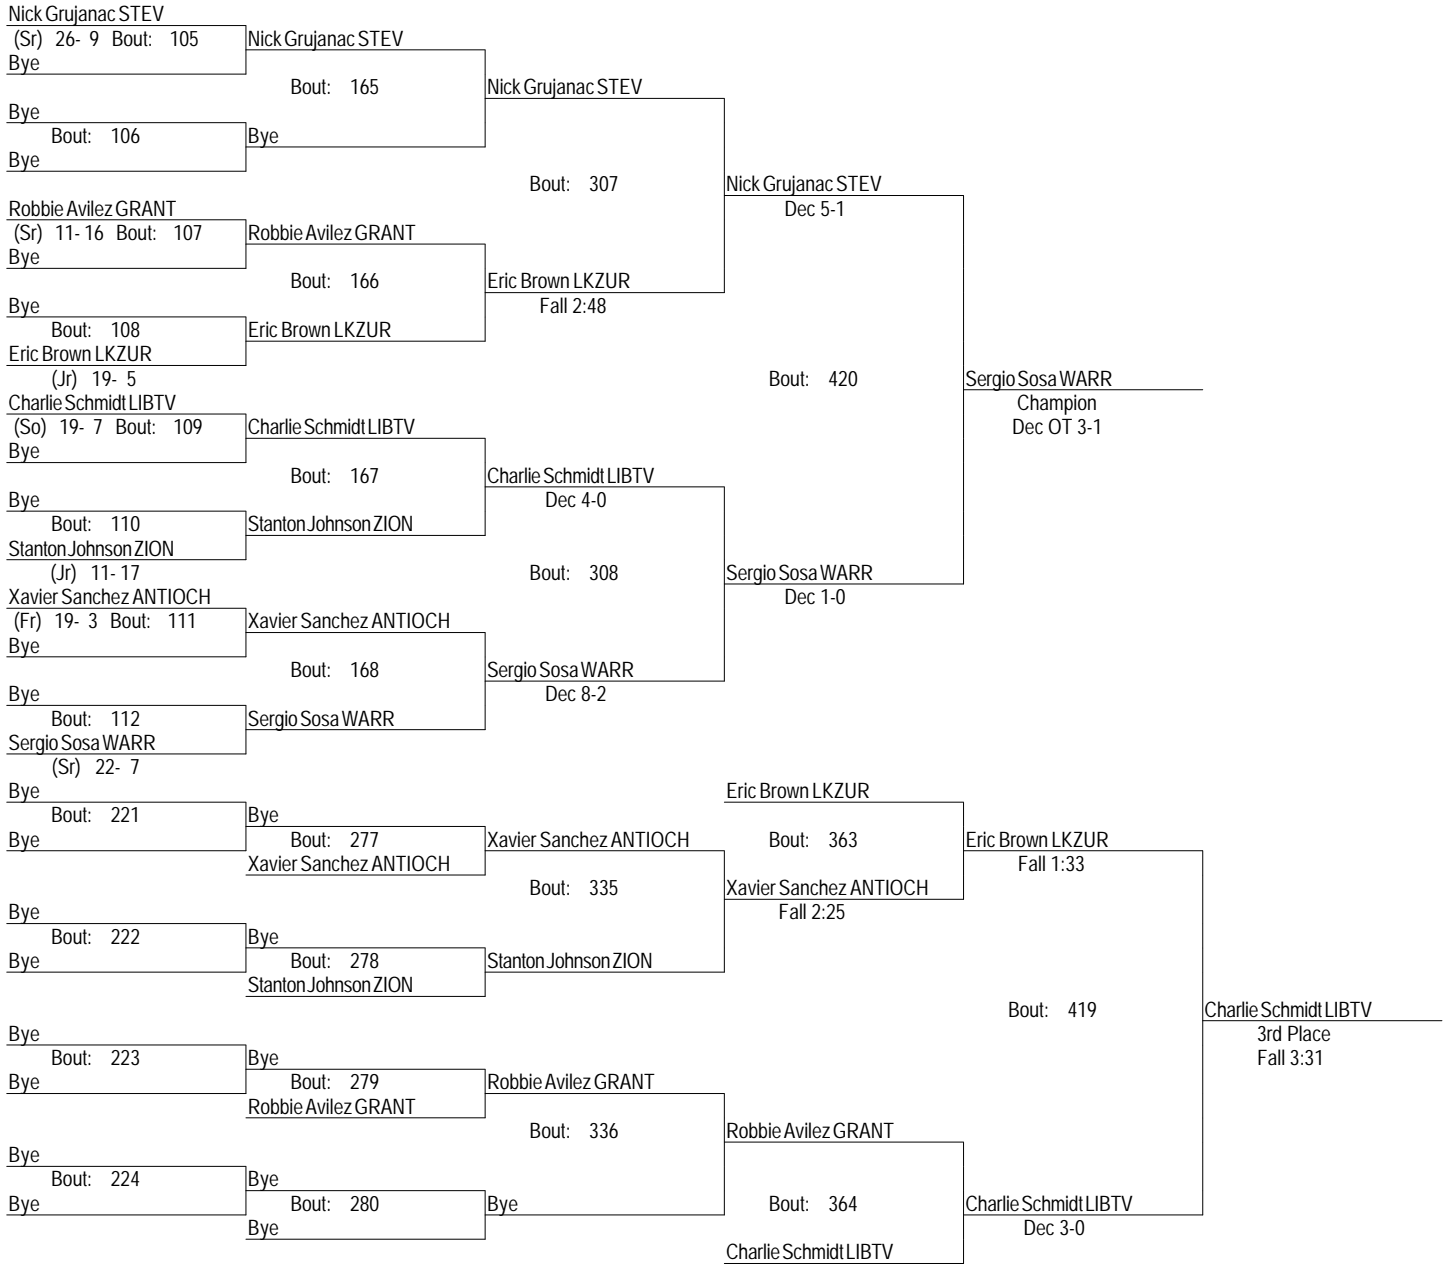 Nick Grujanac STEV
(Sr) 26- 9 Bout: 105
Nick Grujanac STEV
Bye
Bout: 165
Nick Grujanac STEV
Bye
Bout: 106
Bye
Bye
Bout: 307
Nick Grujanac STEV
Dec 5-1
Robbie Avilez GRANT
(Sr) 11- 16 Bout: 107
Robbie Avilez GRANT
Bye
Bout: 166
Eric Brown LKZUR
Fall 2:48
Bye
Bout: 108
Eric Brown LKZUR
Eric Brown LKZUR
(Jr) 19- 5
Bout: 420
Sergio Sosa WARR
Champion
Dec OT 3-1
Charlie Schmidt LIBTV
(So) 19- 7 Bout: 109
Charlie Schmidt LIBTV
Bye
Bout: 167
Charlie Schmidt LIBTV
Dec 4-0
Bye
Bout: 110
Stanton Johnson ZION
Stanton Johnson ZION
(Jr) 11- 17
Bout: 308
Sergio Sosa WARR
Dec 1-0
Xavier Sanchez ANTIOCH
(Fr) 19- 3 Bout: 111
Xavier Sanchez ANTIOCH
Bye
Bout: 168
Sergio Sosa WARR
Dec 8-2
Bye
Bout: 112
Sergio Sosa WARR
Sergio Sosa WARR
(Sr) 22- 7
Bye
Bout: 221
Bye
Bye
Bout: 277
Xavier Sanchez ANTIOCH
Xavier Sanchez ANTIOCH
Eric Brown LKZUR
Bout: 363
Eric Brown LKZUR
Fall 1:33
Bout: 335
Xavier Sanchez ANTIOCH
Fall 2:25
Bye
Bout: 222
Bye
Bye
Bout: 278
Stanton Johnson ZION
Stanton Johnson ZION
Bout: 419
Charlie Schmidt LIBTV
3rd Place
Fall 3:31
Bye
Bout: 223
Bye
Bye
Bout: 279
Robbie Avilez GRANT
Robbie Avilez GRANT
Bout: 336
Robbie Avilez GRANT
Bye
Bout: 224
Bye
Bye
Bout: 280
Bye
Bye
Bout: 364
Charlie Schmidt LIBTV
Dec 3-0
Charlie Schmidt LIBTV